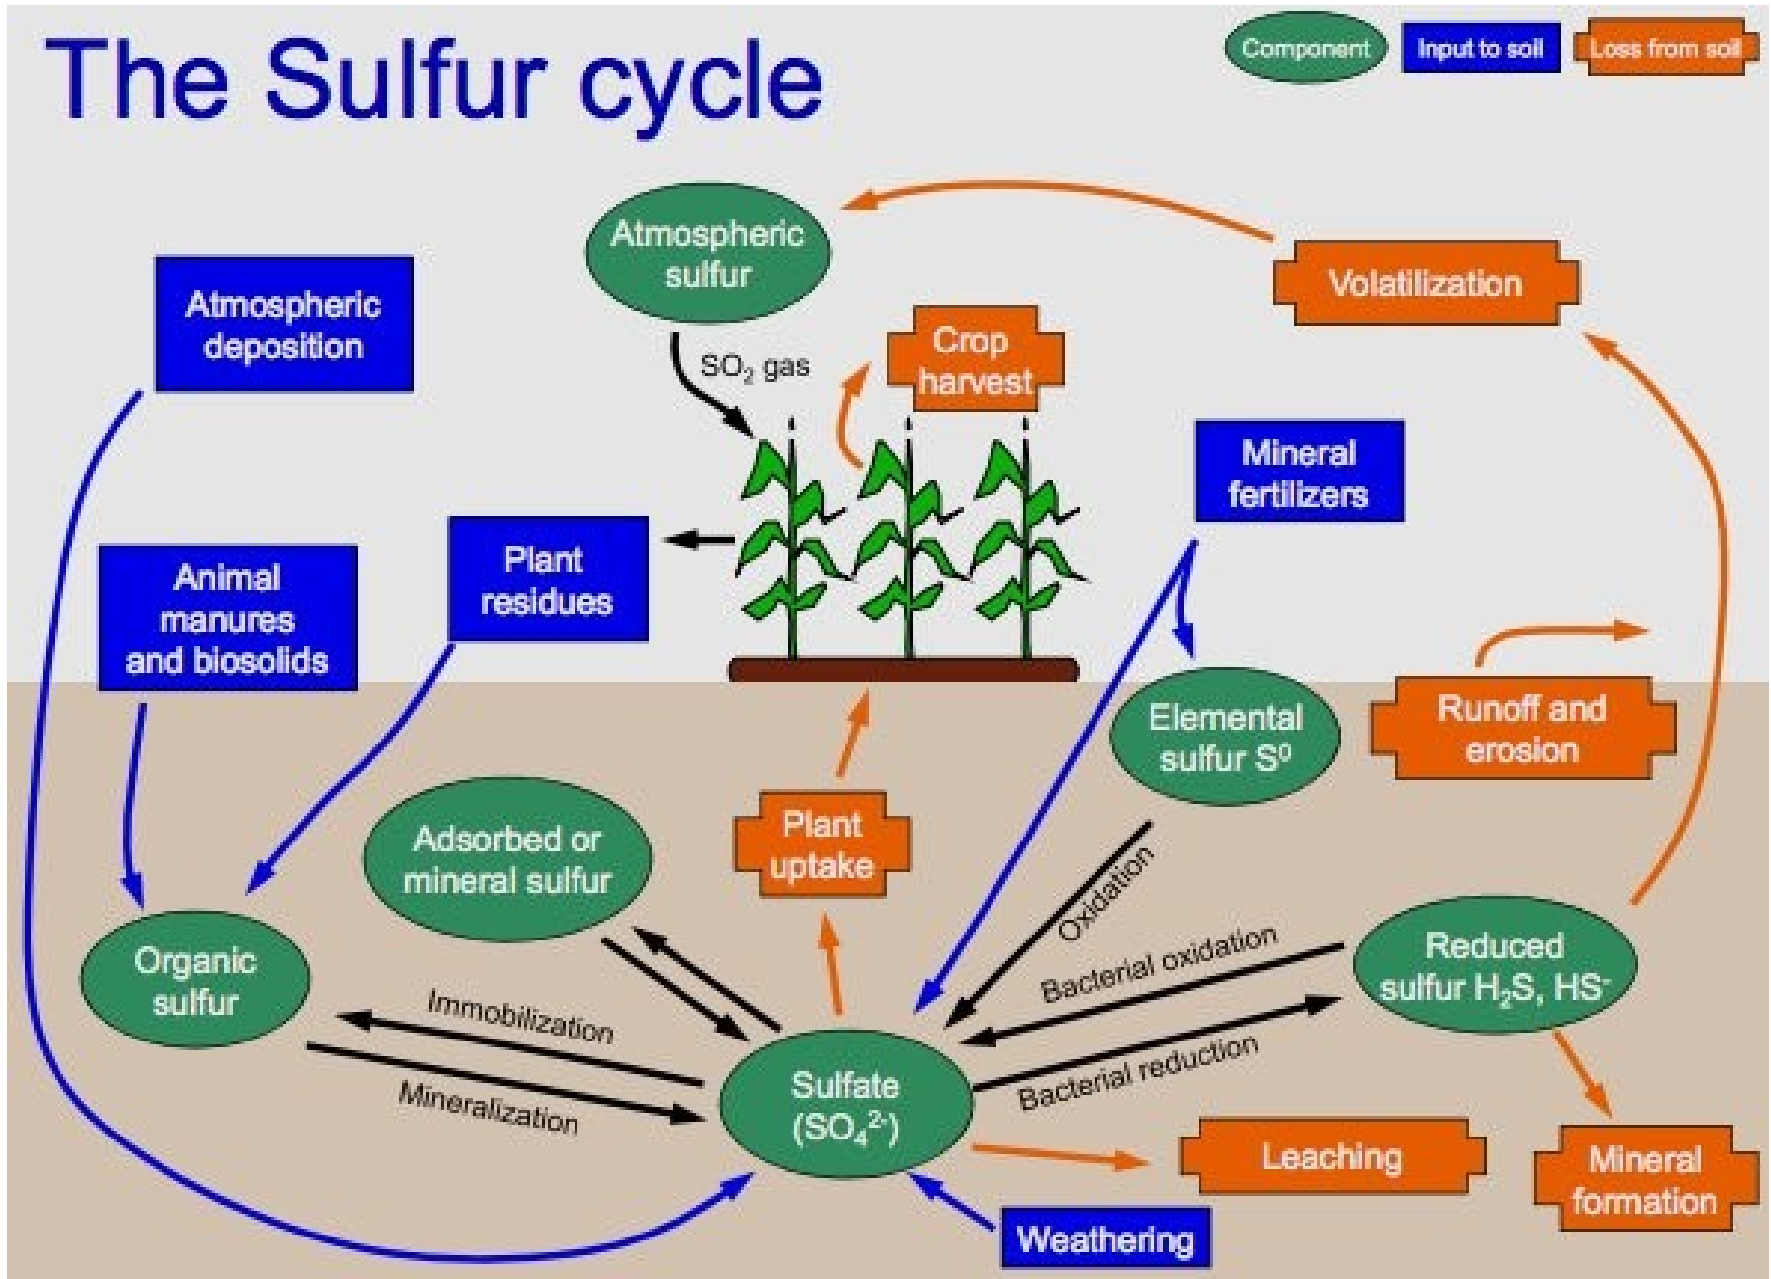 The Sulfur cycle
Component
Input to soil
Loss from soil
Atmospheric
sulfur
Volatilization
Atmospheric
deposition
SO₂ gas
Crop
harvest
Mineral
fertilizers
Plant
residues
Animal
manures
and biosolids
Elemental
sulfur S⁰
Runoff and
erosion
Adsorbed or
mineral sulfur
Plant
uptake
Oxidation
Organic
sulfur
Bacterial oxidation
Reduced
sulfur H₂S, HS⁻
Immobilization
Mineralization
Sulfate
(SO₄²⁻)
Bacterial reduction
Leaching
Mineral
formation
Weathering